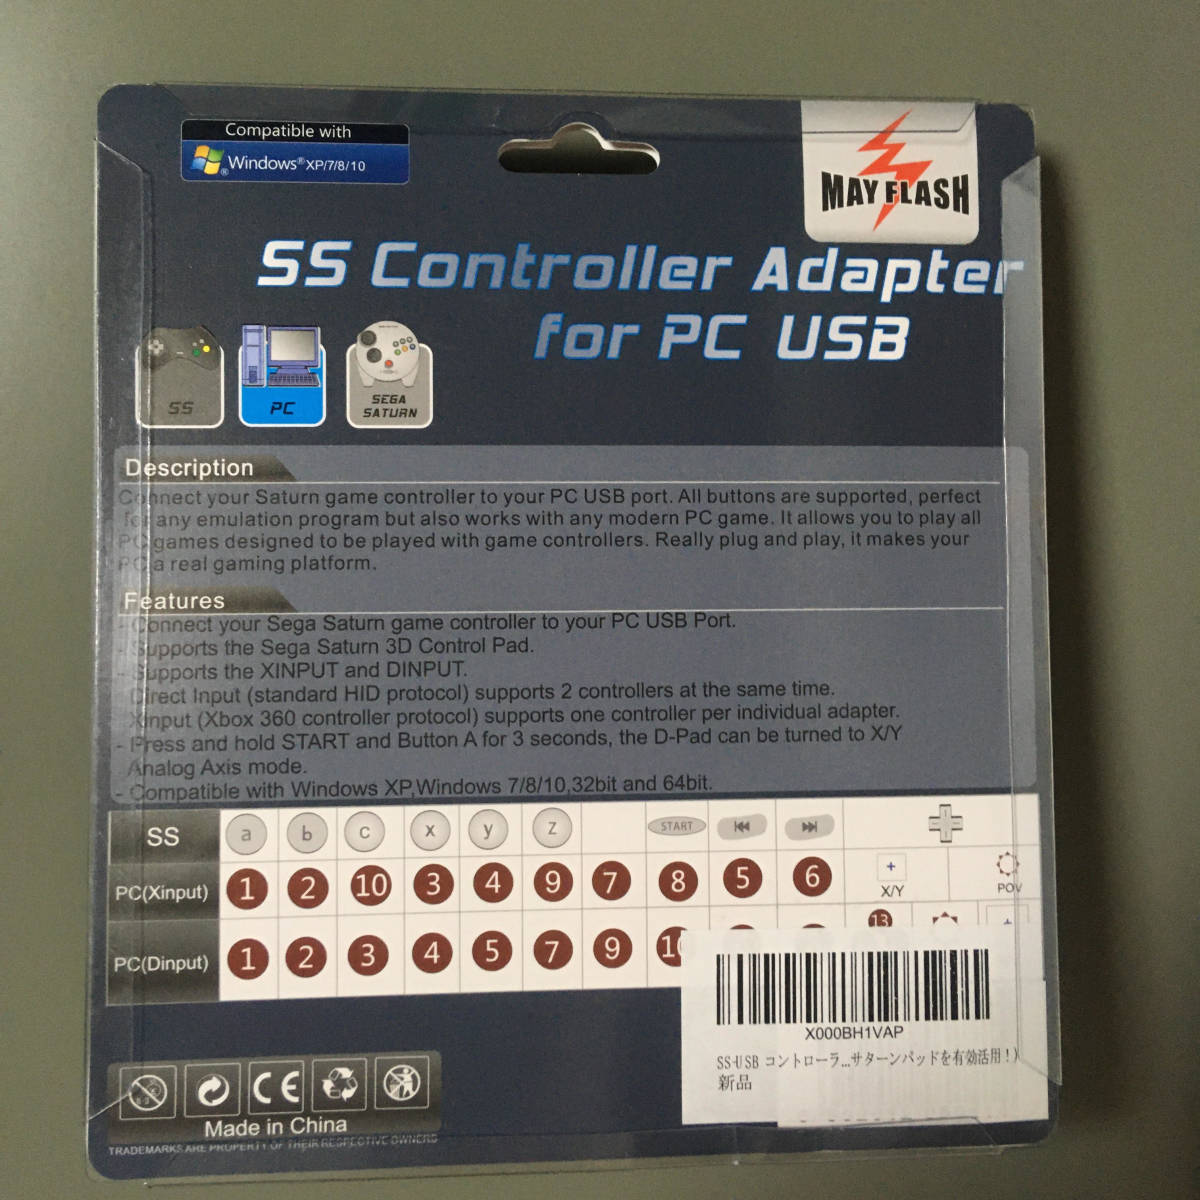 Compatible with
Windows® XP/7/8/10
MAYFLASH
SS Controller Adapter
for PC USB
SS
PC
SEGA
SATURN
Description
Connect your Saturn game controller to your PC USB port. All buttons are supported, perfect
for any emulation program but also works with any modern PC game. It allows you to play all
PC games designed to be played with game controllers. Really plug and play, it makes your
PC a real gaming platform.
Features
- Connect your Sega Saturn game controller to your PC USB Port.
- Supports the Sega Saturn 3D Control Pad.
- Supports the XINPUT and DINPUT.
Direct Input (standard HID protocol) supports 2 controllers at the same time.
Xinput (Xbox 360 controller protocol) supports one controller per individual adapter.
- Press and hold START and Button A for 3 seconds, the D-Pad can be turned to X/Y
Analog Axis mode.
- Compatible with Windows XP,Windows 7/8/10,32bit and 64bit.
SS a b c x y z START
PC(Xinput) 1 2 10 3 4 9 7 8 5 6 X/Y POV
PC(Dinput) 1 2 3 4 5 7 9 10 13
X000BH1VAP
SS-USB コントローラ...サターンパッドを有効活用！)
新品
CE
Made in China
TRADEMARKS ARE PROPERTY OF THEIR RESPECTIVE OWNERS